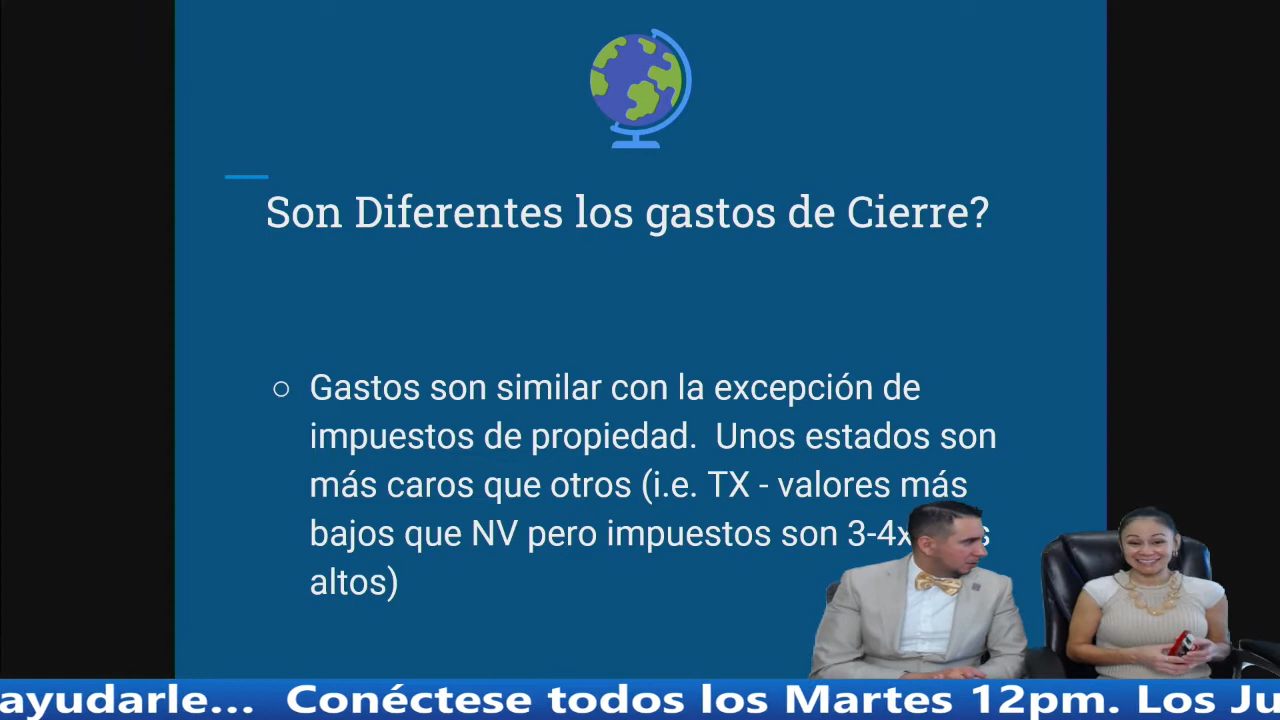 Son Diferentes los gastos de Cierre?
Gastos son similar con la excepción de
impuestos de propiedad.  Unos estados son
más caros que otros (i.e. TX - valores más
bajos que NV pero impuestos son 3-4x
altos)
ayudarle...  Conéctese todos los Martes 12pm. Los Ju